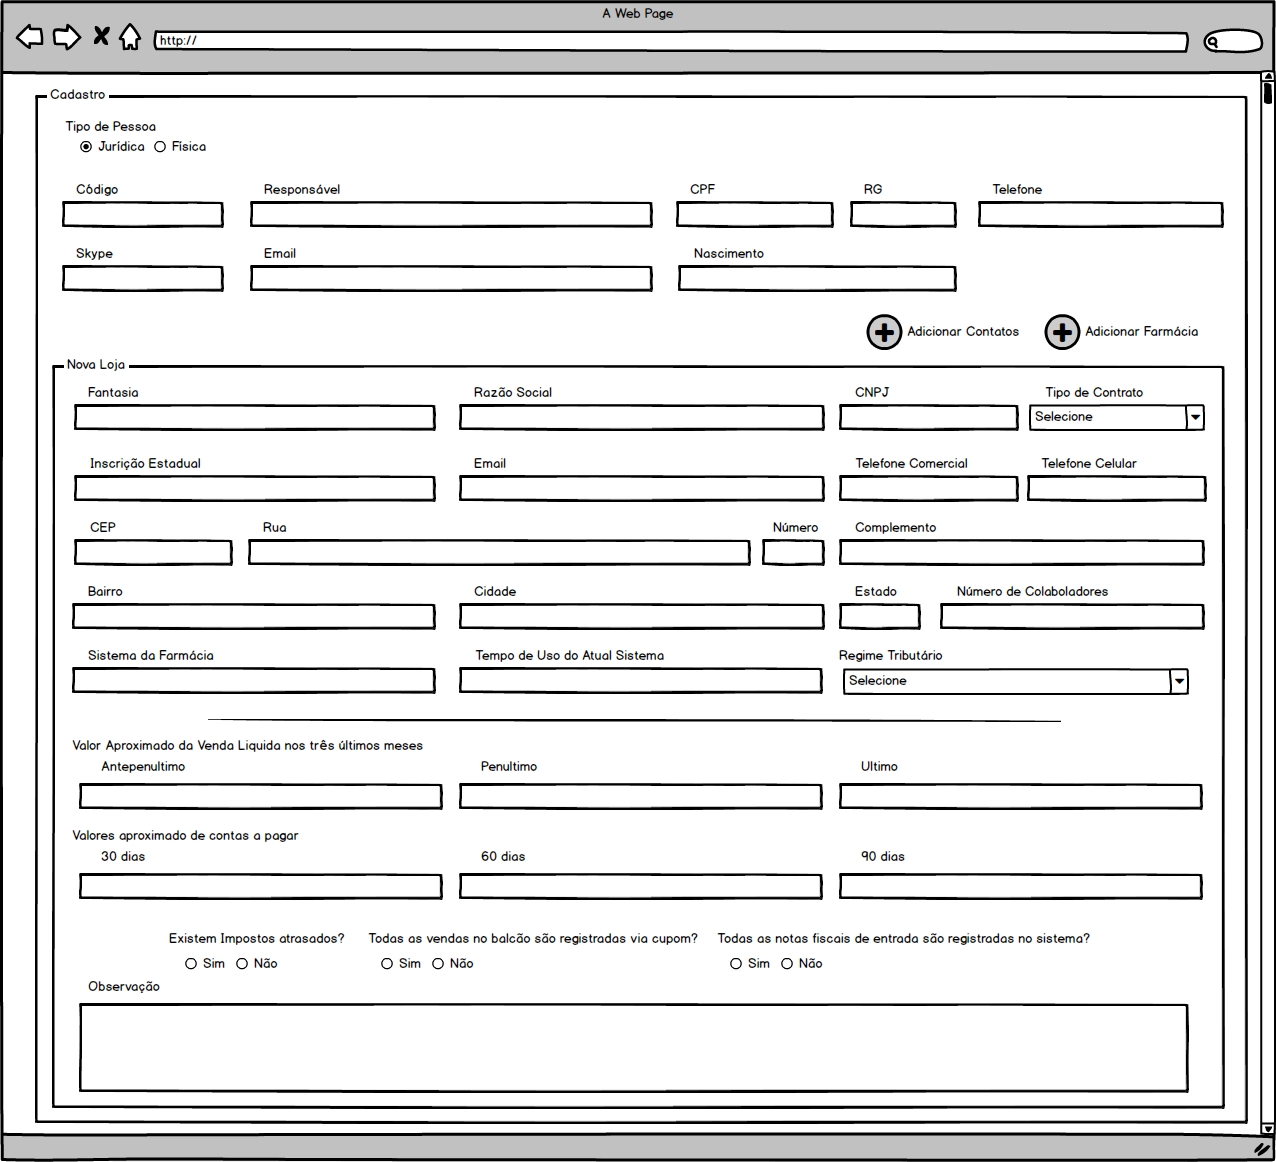 A Web Page
http://
Cadastro
Tipo de Pessoa
Jurídica Física
Código Responsável CPF RG Telefone
Skype Email Nascimento
Adicionar Contatos Adicionar Farmácia
Nova Loja
Fantasia Razão Social CNPJ Tipo de Contrato
Selecione
Inscrição Estadual Email Telefone Comercial Telefone Celular
CEP Rua Número Complemento
Bairro Cidade Estado Número de Colaboladores
Sistema da Farmácia Tempo de Uso do Atual Sistema Regime Tributário
Selecione
Valor Aproximado da Venda Liquida nos três últimos meses
Antepenultimo Penultimo Ultimo
Valores aproximado de contas a pagar
30 dias 60 dias 90 dias
Existem Impostos atrasados? Todas as vendas no balcão são registradas via cupom? Todas as notas fiscais de entrada são registradas no sistema?
Sim Não Sim Não Sim Não
Observação